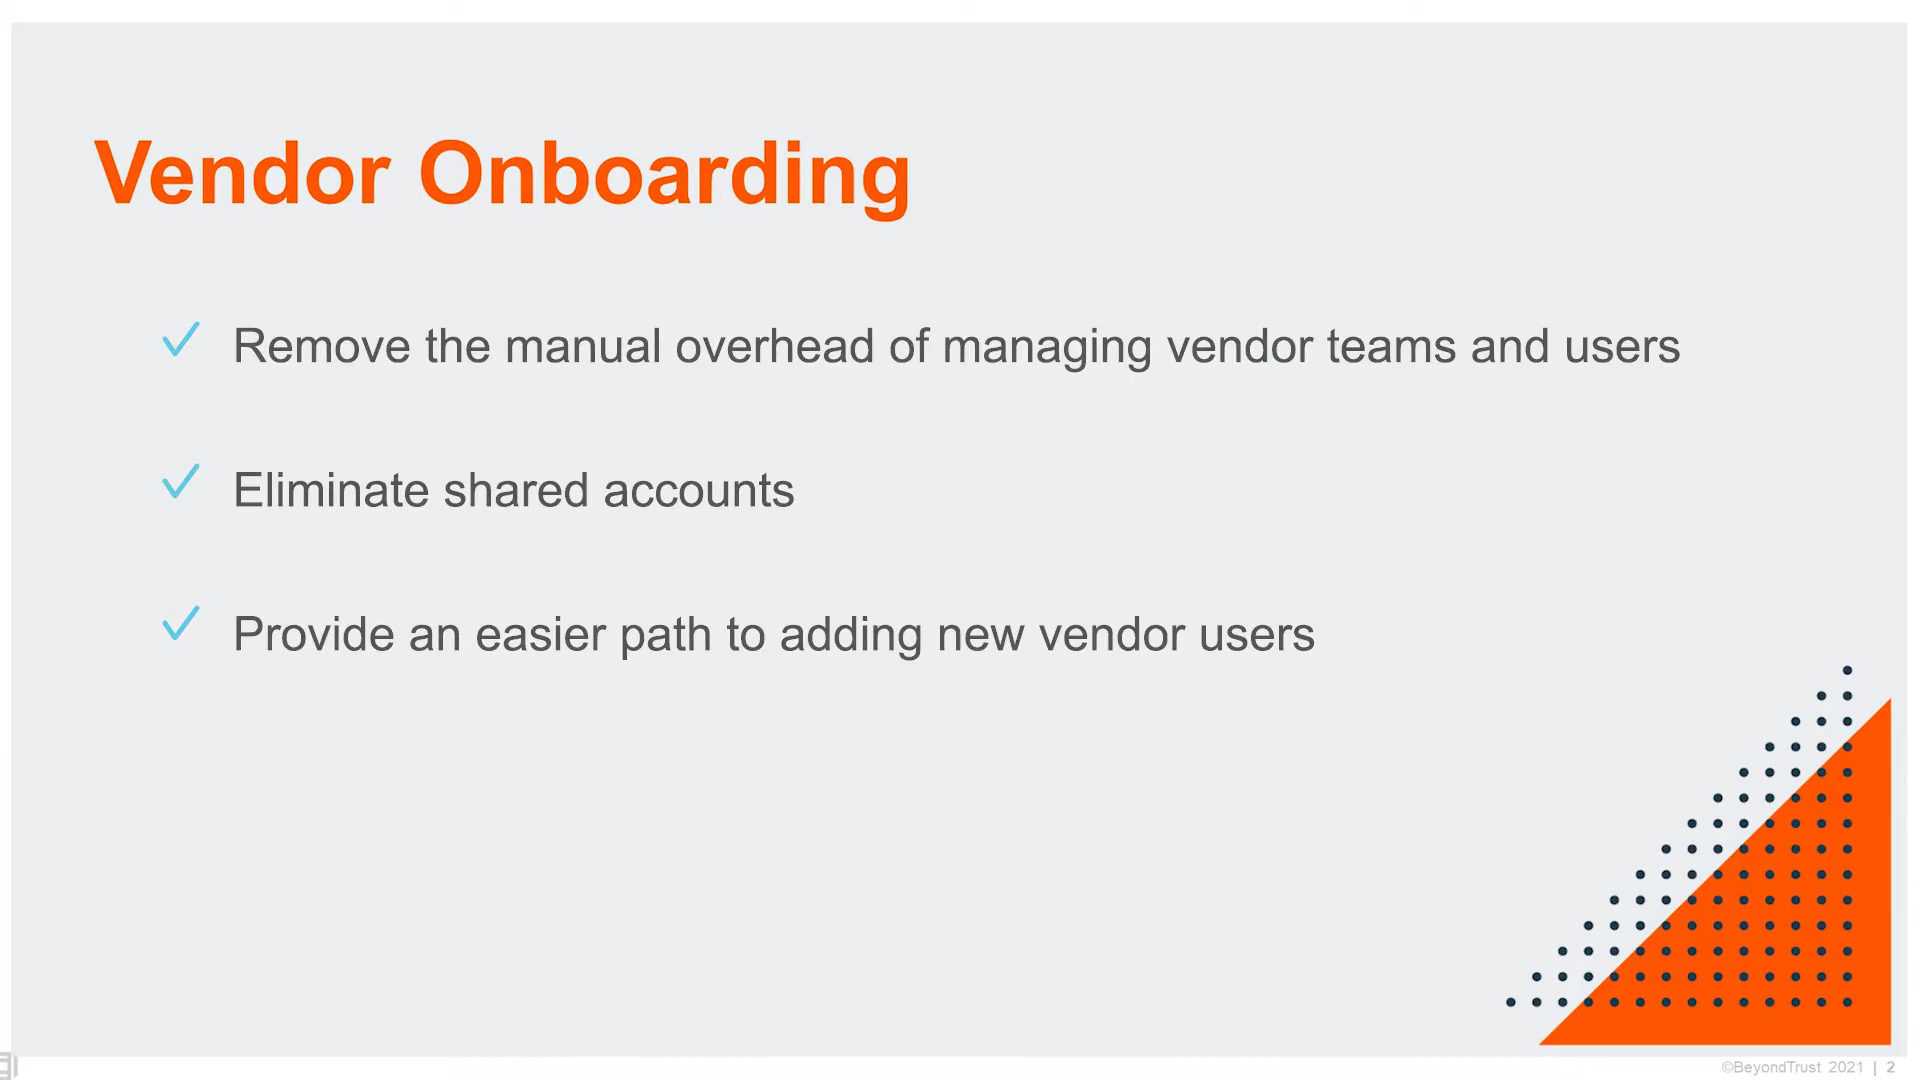 Vendor Onboarding
Remove the manual overhead of managing vendor teams and users
Eliminate shared accounts
Provide an easier path to adding new vendor users
©BeyondTrust 2021 | 2